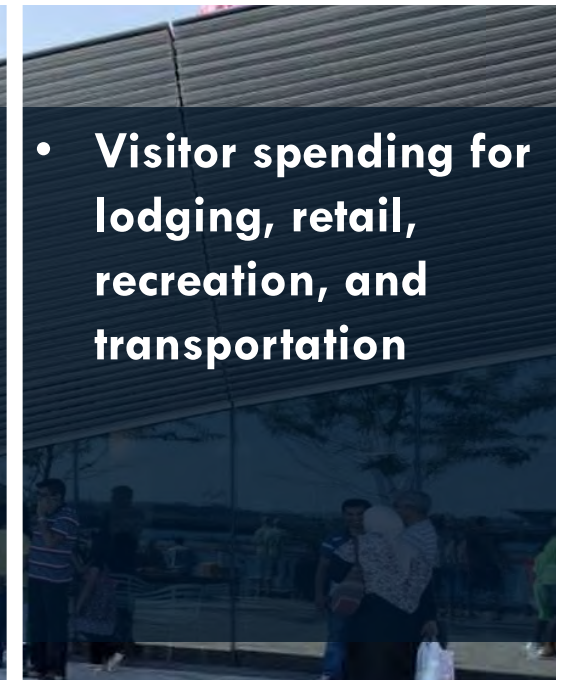 • Visitor spending for
lodging, retail,
recreation, and
transportation